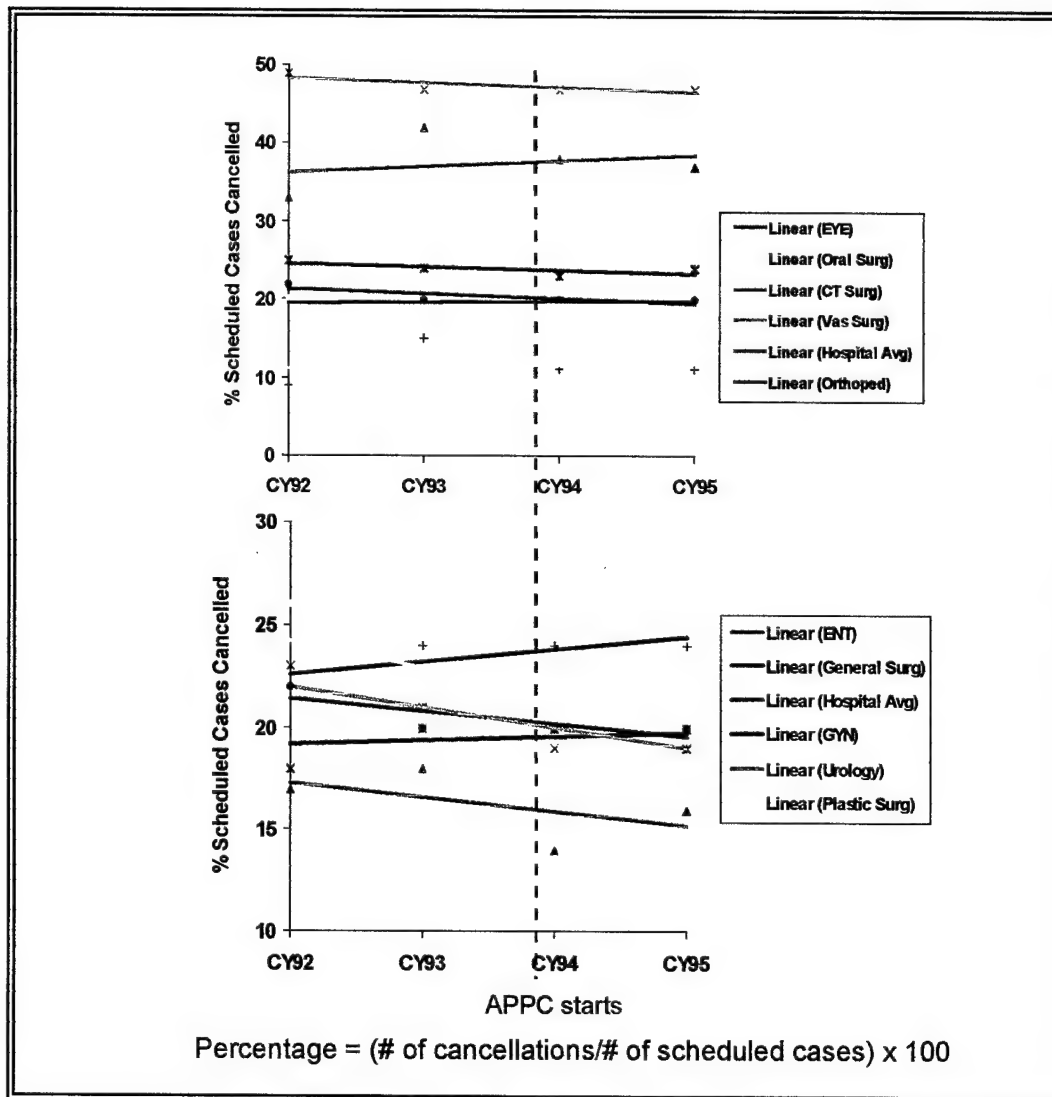 50
40
30
20
10
0
% Scheduled Cases Cancelled
CY92
CY93
CY94
CY95
Linear (EYE)
Linear (Oral Surg)
Linear (CT Surg)
Linear (Vas Surg)
Linear (Hospital Avg)
Linear (Orthoped)
30
25
20
15
10
% Scheduled Cases Cancelled
CY92
CY93
CY94
CY95
Linear (ENT)
Linear (General Surg)
Linear (Hospital Avg)
Linear (GYN)
Linear (Urology)
Linear (Plastic Surg)
APPC starts
Percentage = (# of cancellations/# of scheduled cases) x 100